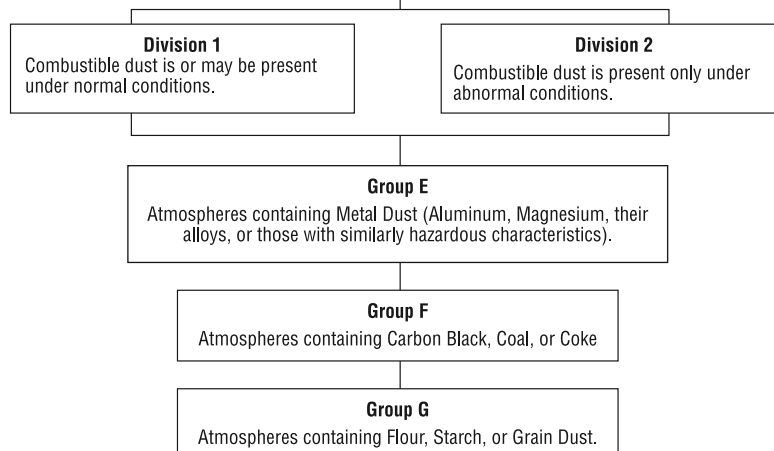 Division 1
Combustible dust is or may be present
under normal conditions.
Division 2
Combustible dust is present only under
abnormal conditions.
Group E
Atmospheres containing Metal Dust (Aluminum, Magnesium, their
alloys, or those with similarly hazardous characteristics).
Group F
Atmospheres containing Carbon Black, Coal, or Coke
Group G
Atmospheres containing Flour, Starch, or Grain Dust.